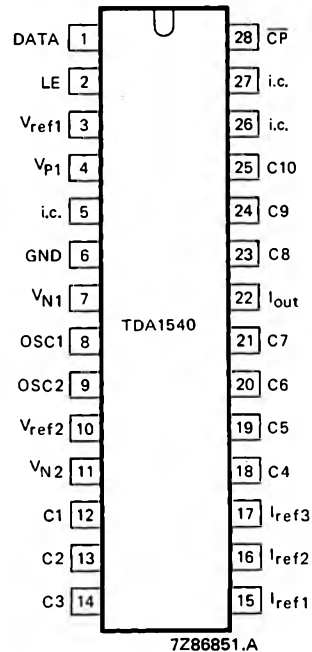 DATA 1 28 C̅P̅
LE 2 27 i.c.
Vref1 3 26 i.c.
VP1 4 25 C10
i.c. 5 24 C9
GND 6 23 C8
VN1 7 22 Iout
TDA1540
OSC1 8 21 C7
OSC2 9 20 C6
Vref2 10 19 C5
VN2 11 18 C4
C1 12 17 Iref3
C2 13 16 Iref2
C3 14 15 Iref1
7Z86851.A